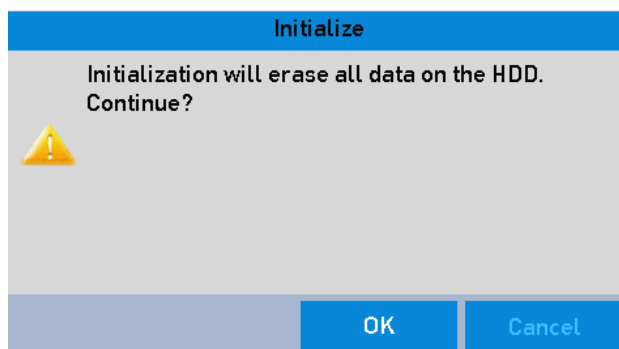 Initialize
Initialization will erase all data on the HDD.
Continue?
OK
Cancel